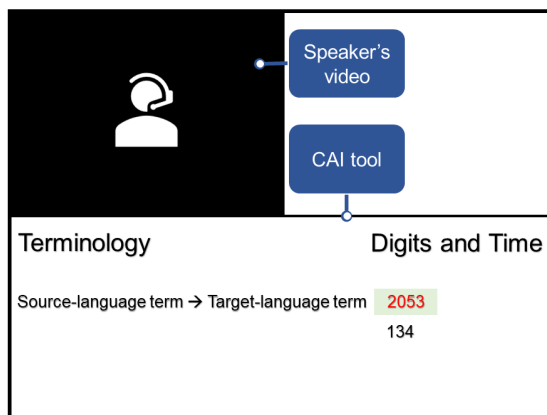 Speaker's
video
CAI tool
Terminology
Digits and Time
Source-language term → Target-language term
2053
134